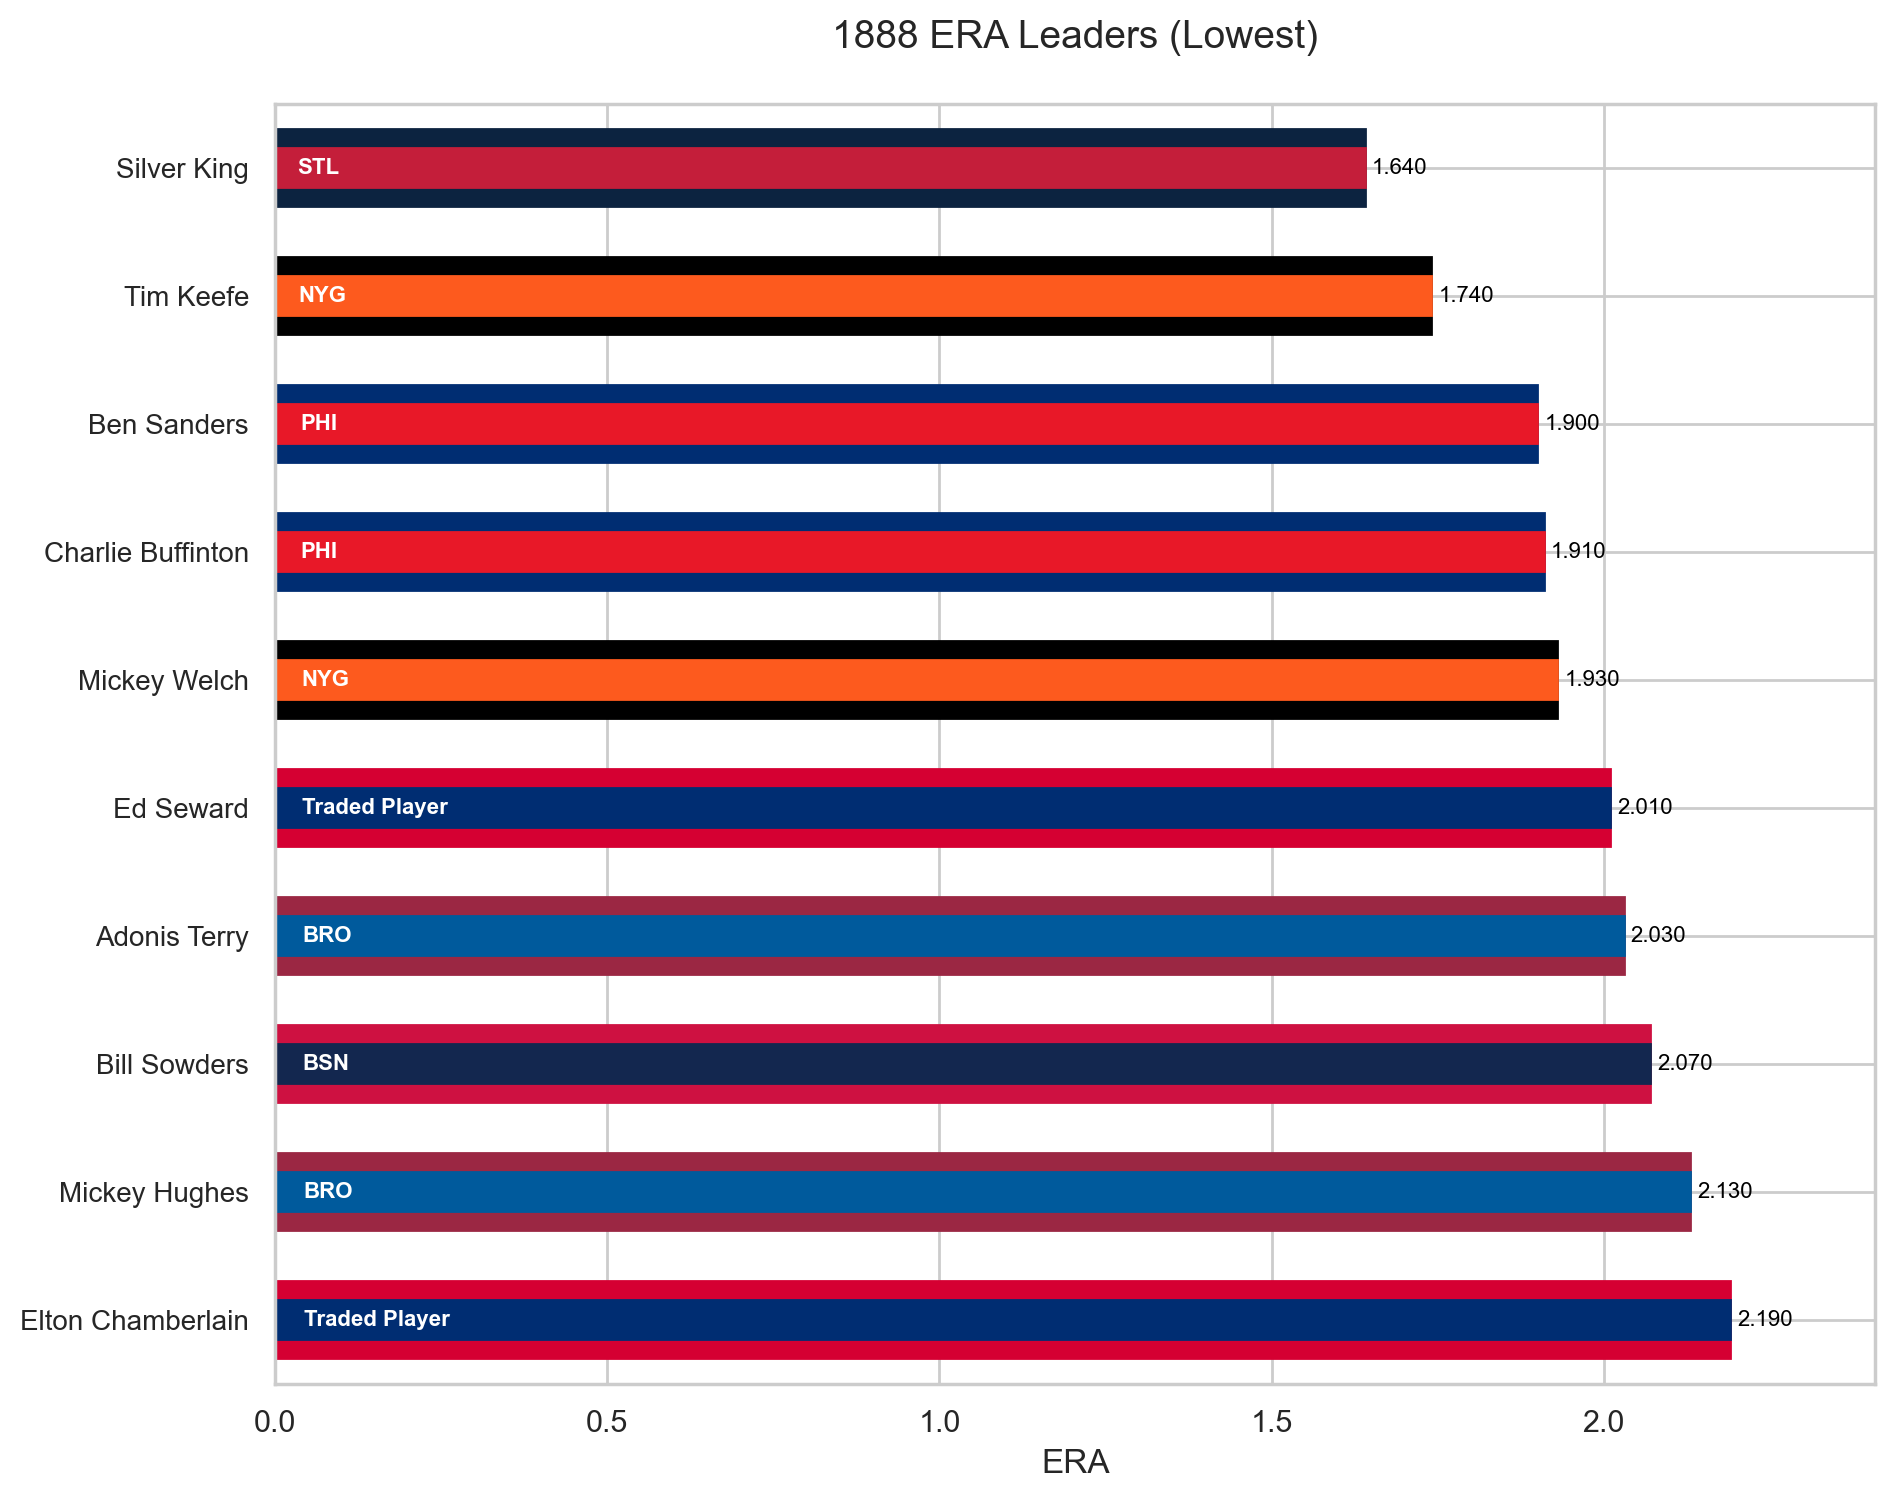 1888 ERA Leaders (Lowest)
Silver King
STL
1.640
Tim Keefe
NYG
1.740
Ben Sanders
PHI
1.900
Charlie Buffinton
PHI
1.910
Mickey Welch
NYG
1.930
Ed Seward
Traded Player
2.010
Adonis Terry
BRO
2.030
Bill Sowders
BSN
2.070
Mickey Hughes
BRO
2.130
Elton Chamberlain
Traded Player
2.190
0.0 0.5 1.0 1.5 2.0
ERA